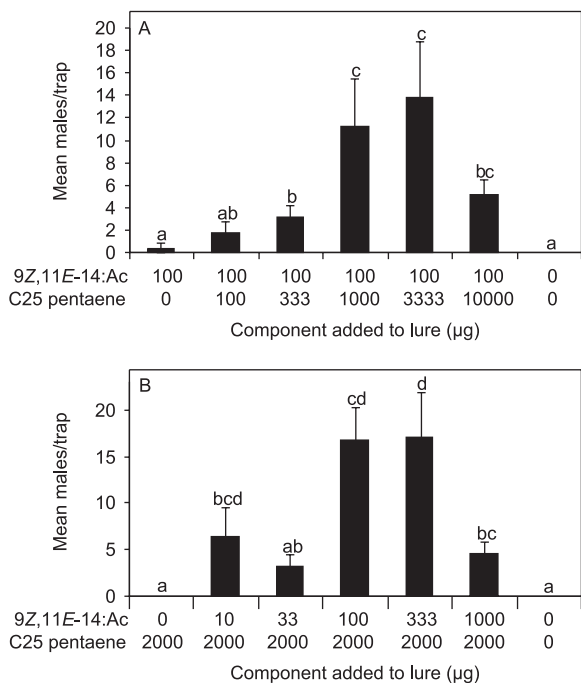 A
20
18
16
14
12
10
8
6
4
2
0
Mean males/trap
a ab b c c bc a
9Z,11E-14:Ac 100 100 100 100 100 100 0
C25 pentaene 0 100 333 1000 3333 10000 0
Component added to lure (µg)
B
20
15
10
5
0
Mean males/trap
a bcd ab cd d bc a
9Z,11E-14:Ac 0 10 33 100 333 1000 0
C25 pentaene 2000 2000 2000 2000 2000 2000 0
Component added to lure (µg)